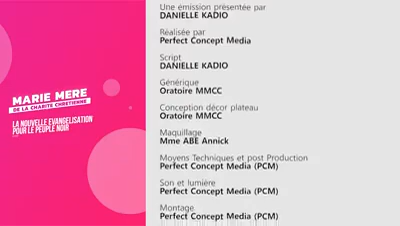 MARIE MERE
DE LA CHARITE CHRETIENNE
LA NOUVELLE EVANGELISATION
POUR LE PEUPLE NOIR
Une émission présentée par
DANIELLE KADIO
Réalisée par
Perfect Concept Media
Script
DANIELLE KADIO
Générique
Oratoire MMCC
Conception décor plateau
Oratoire MMCC
Maquillage
Mme ABE Annick
Moyens Techniques et post Production
Perfect Concept Media (PCM)
Son et lumière
Perfect Concept Media (PCM)
Montage
Perfect Concept Media (PCM)